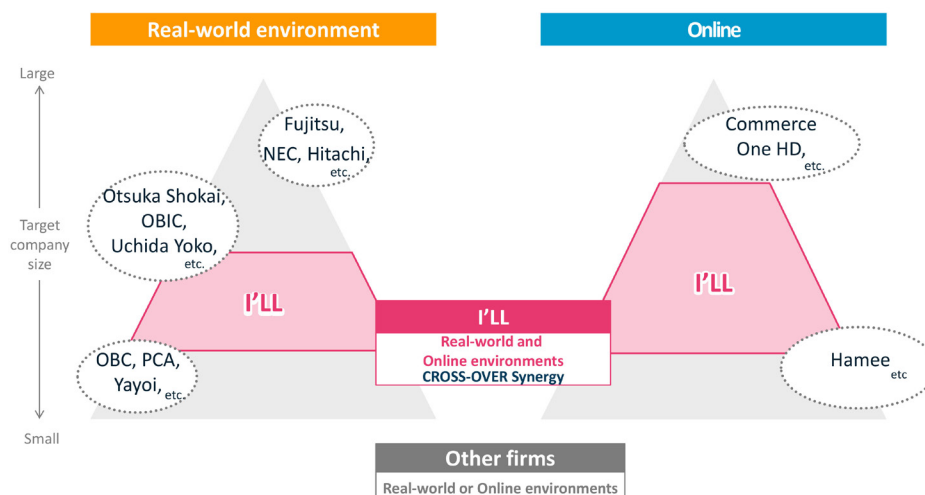 Real-world environment
Online
Large
Target
company
size
Small
Fujitsu,
NEC, Hitachi,
etc.
Otsuka Shokai,
OBIC,
Uchida Yoko,
etc.
I'LL
OBC, PCA,
Yayoi, etc.
I'LL
Real-world and
Online environments
CROSS-OVER Synergy
Commerce
One HD,
etc.
I'LL
Hamee
etc
Other firms
Real-world or Online environments